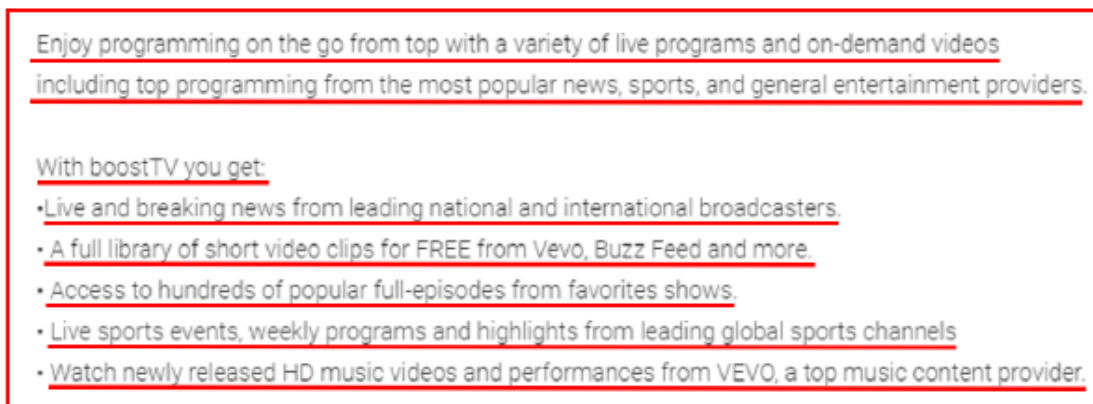 Enjoy programming on the go from top with a variety of live programs and on-demand videos
including top programming from the most popular news, sports, and general entertainment providers.
With boostTV you get:
•Live and breaking news from leading national and international broadcasters.
• A full library of short video clips for FREE from Vevo, Buzz Feed and more.
• Access to hundreds of popular full-episodes from favorites shows.
• Live sports events, weekly programs and highlights from leading global sports channels
• Watch newly released HD music videos and performances from VEVO, a top music content provider.